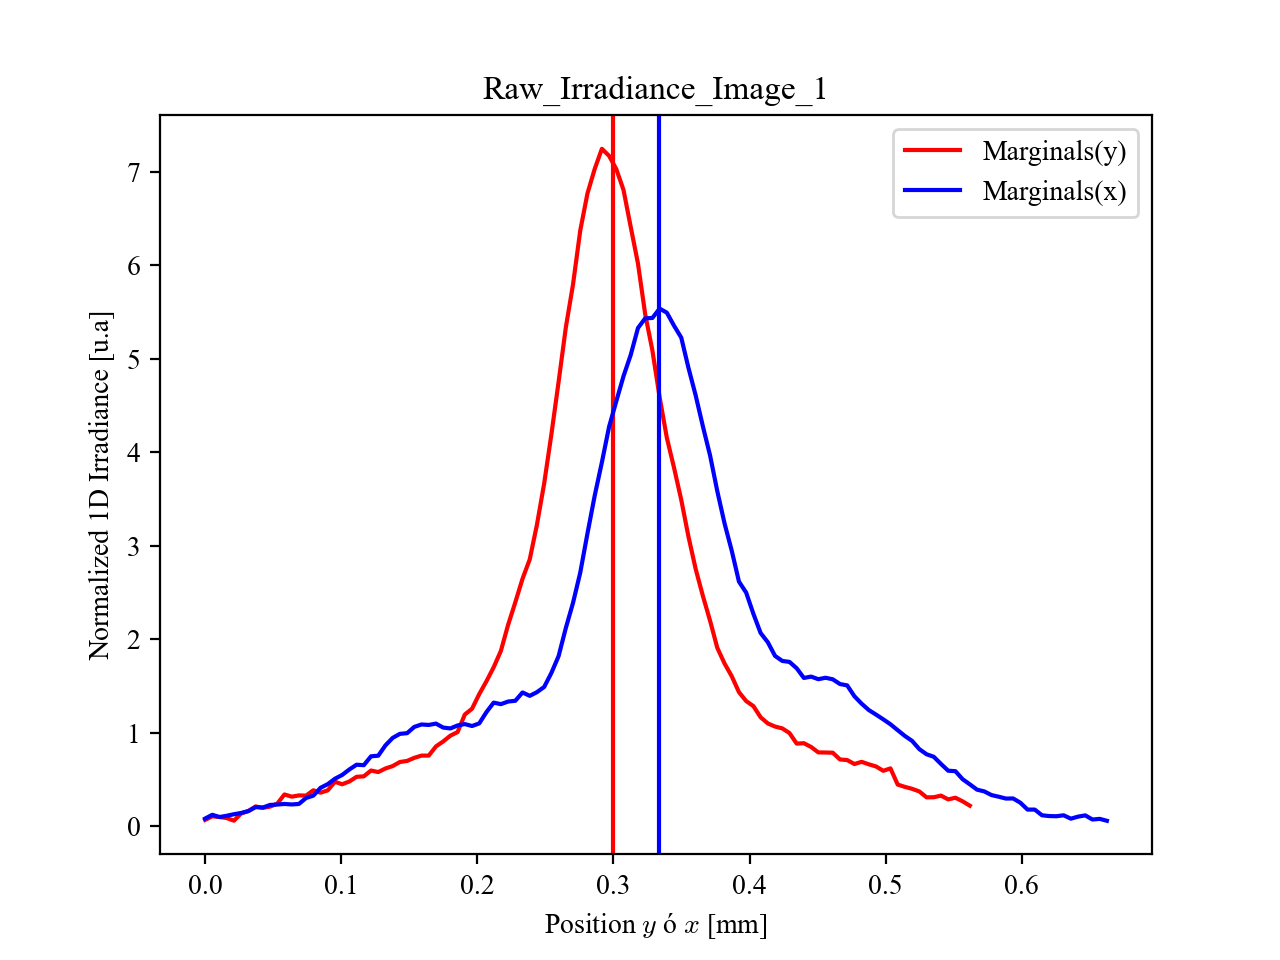 Raw_Irradiance_Image_1
Marginals(y)
Marginals(x)
Normalized 1D Irradiance [u.a]
7
6
5
4
3
2
1
0
0.0 0.1 0.2 0.3 0.4 0.5 0.6
Position y ó x [mm]